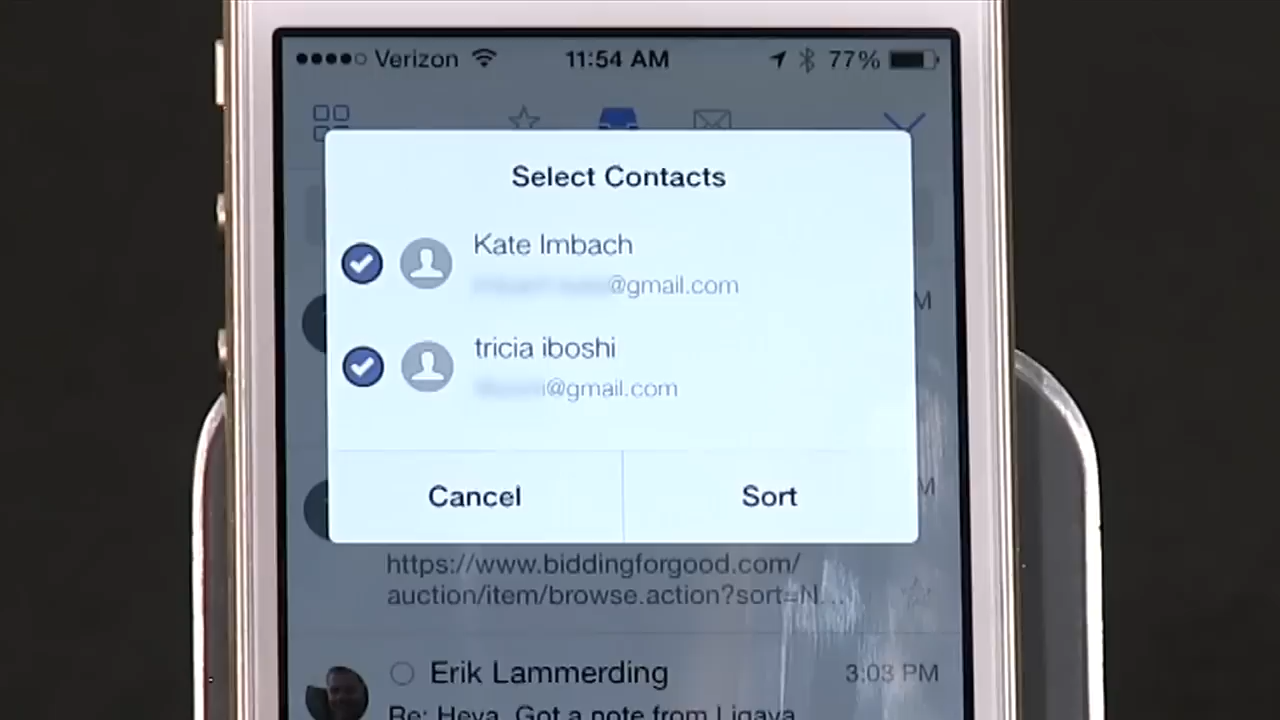 Verizon 11:54 AM 77%
Select Contacts
Kate Imbach
@gmail.com
tricia iboshi
i@gmail.com
Cancel Sort
M
M
https://www.biddingforgood.com/
auction/item/browse.action?sort=N...
Erik Lammerding 3:03 PM
Re: Heya. Got a note from Ligaya